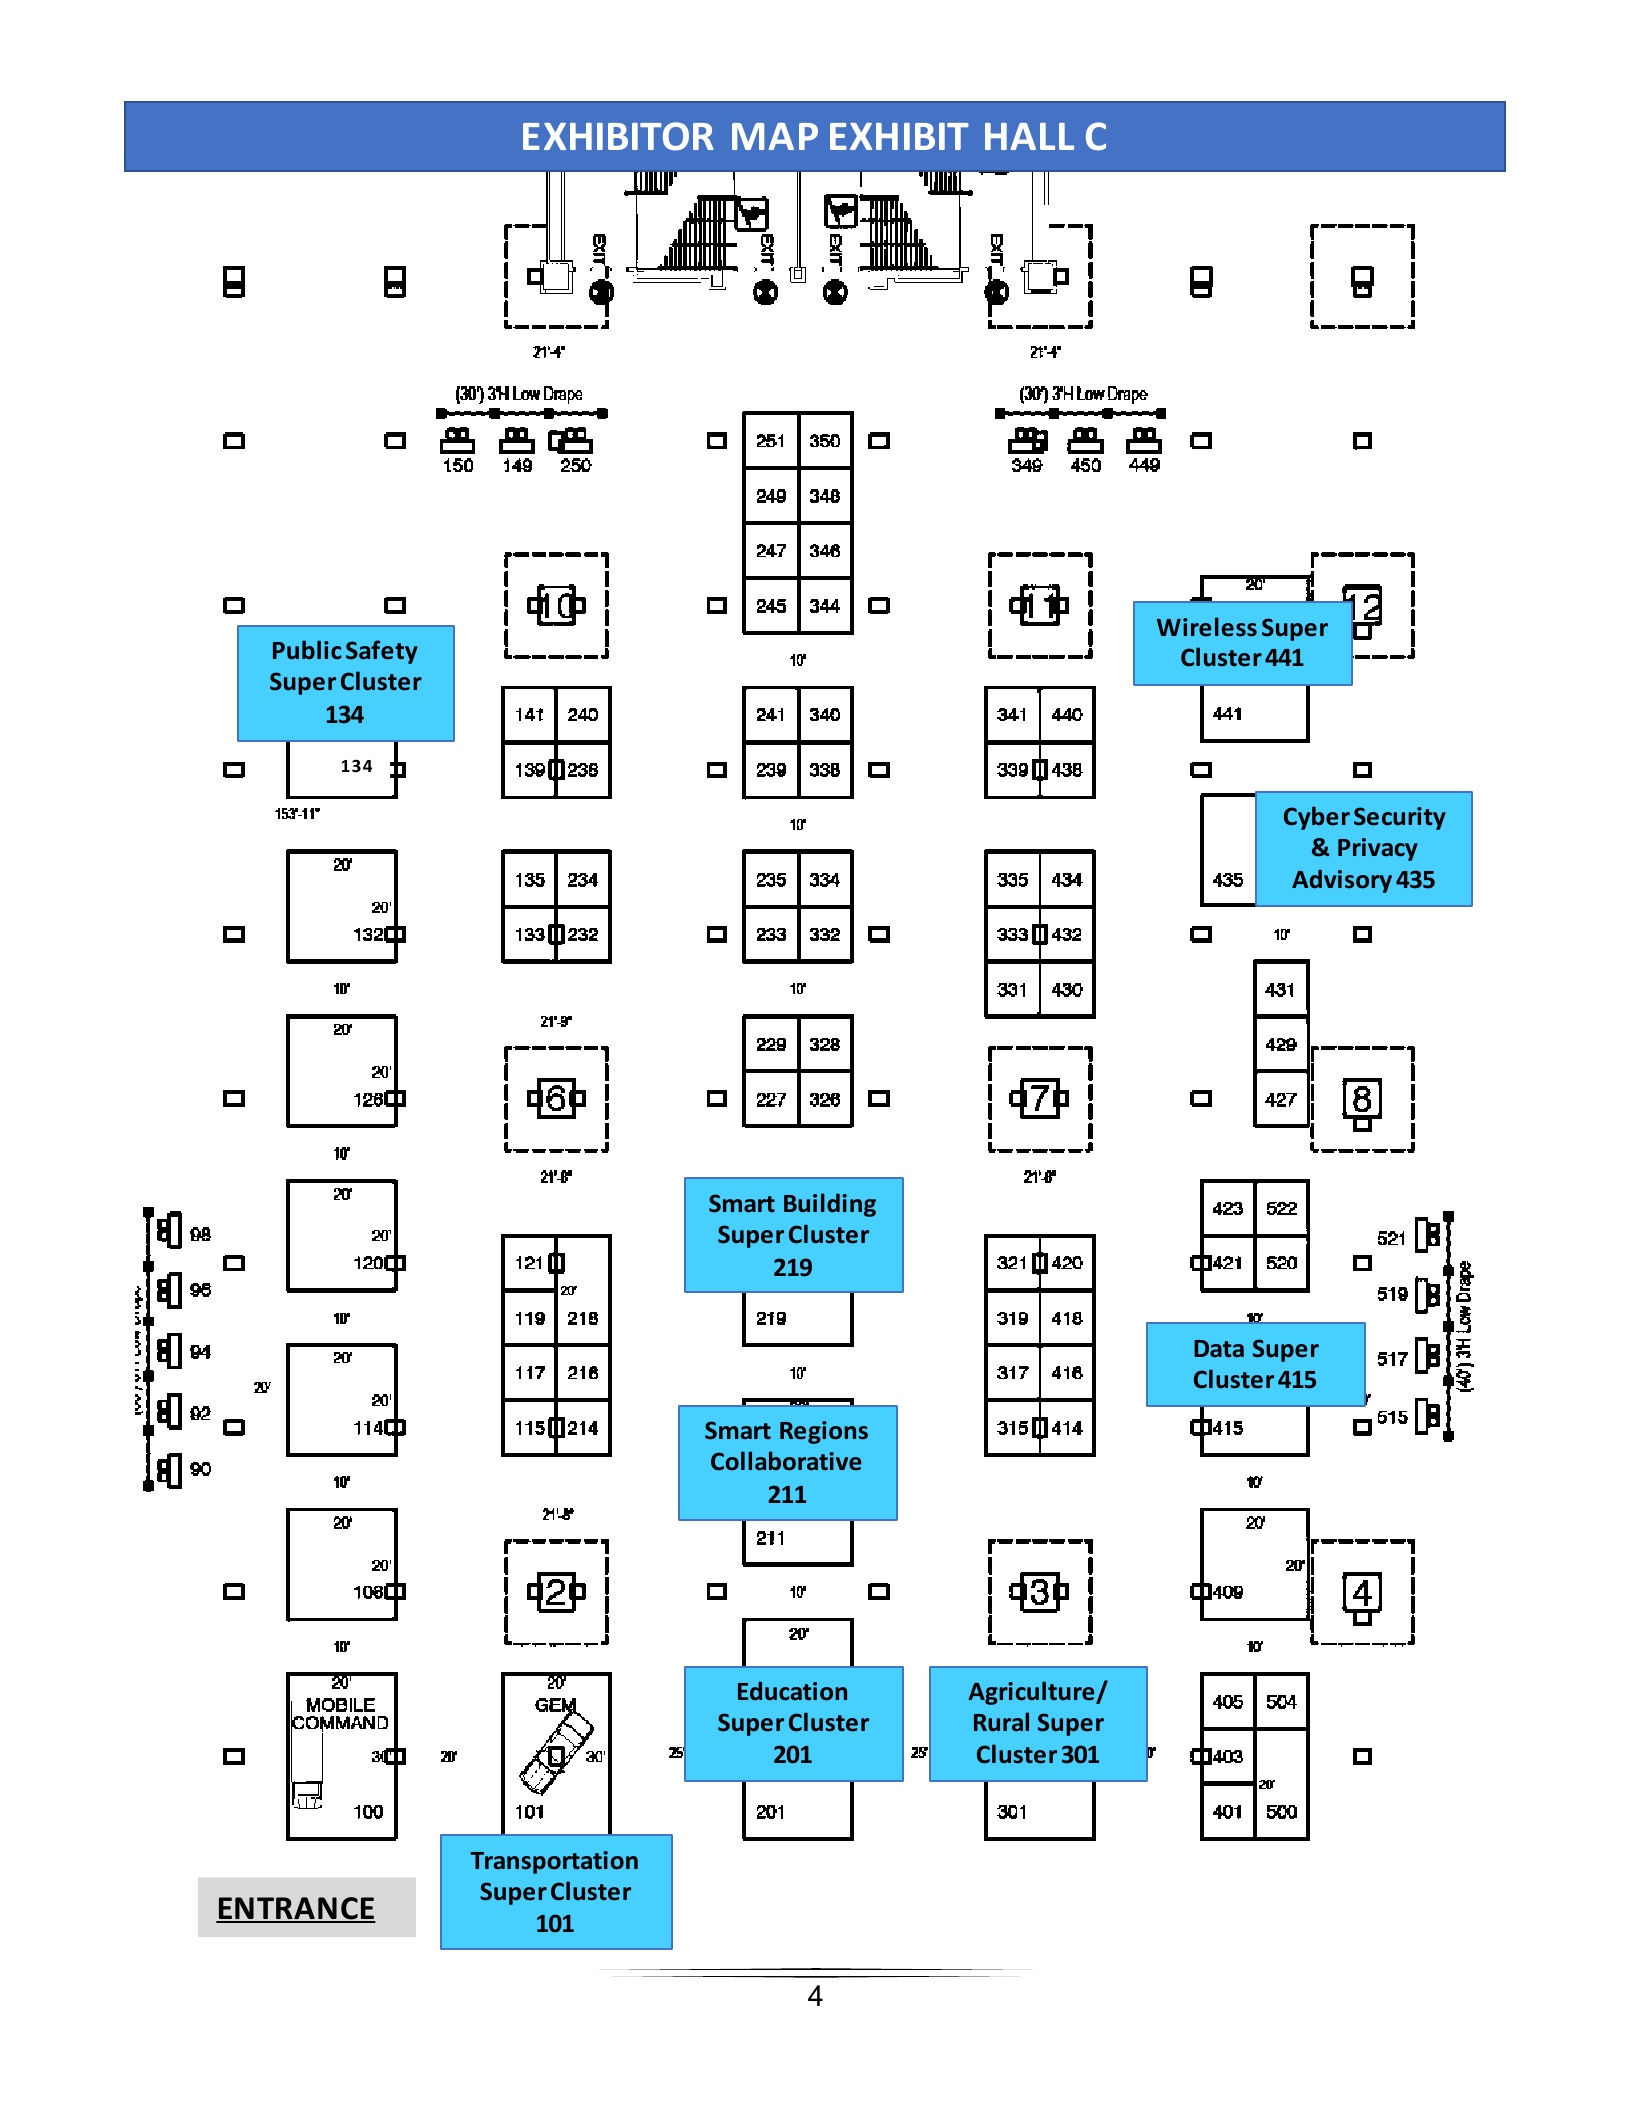 EXHIBITOR MAP EXHIBIT HALL C
EXIT EXIT EXIT EXIT
21'-4" 21'-4"
(30') 3'H Low Drape (30') 3'H Low Drape
251 350
150 149 250 349 450 449
249 348
247 346
20'
10 245 344 11 12
Wireless Super
Cluster 441
Public Safety
Super Cluster
134
10'
141 240 241 340 341 440 441
134 139 238 239 338 339 438
153'-11"
10'
Cyber Security
& Privacy
Advisory 435
20'
135 234 235 334 335 434 435
20'
132 133 232 233 332 333 432 10'
10' 10' 331 430 431
20' 21'-9"
229 328 429
20'
126 6 227 326 7 427 8
10' 21'-8" 21'-8"
20'
Smart Building
Super Cluster
219
423 522
98 20' 521
120 121 321 420 421 520
96 20' 519
10' 119 218 219 319 418 10'
(40') 3'H Low Drape
Data Super
Cluster 415
94 20' 517
20' 117 216 10' 317 416
20'
92 515
114 115 214 315 414 415
Smart Regions
Collaborative
211
90
10' 10'
20' 21'-8" 20'
211
20' 20'
108 2 10' 3 409 4
10' 20' 10'
20' 20'
MOBILE
COMMAND
GEM
Education
Super Cluster
201
Agriculture/
Rural Super
Cluster 301
405 504
30' 20' 30' 25' 25' 403
20'
100 101 201 301 401 500
Transportation
Super Cluster
101
ENTRANCE
4